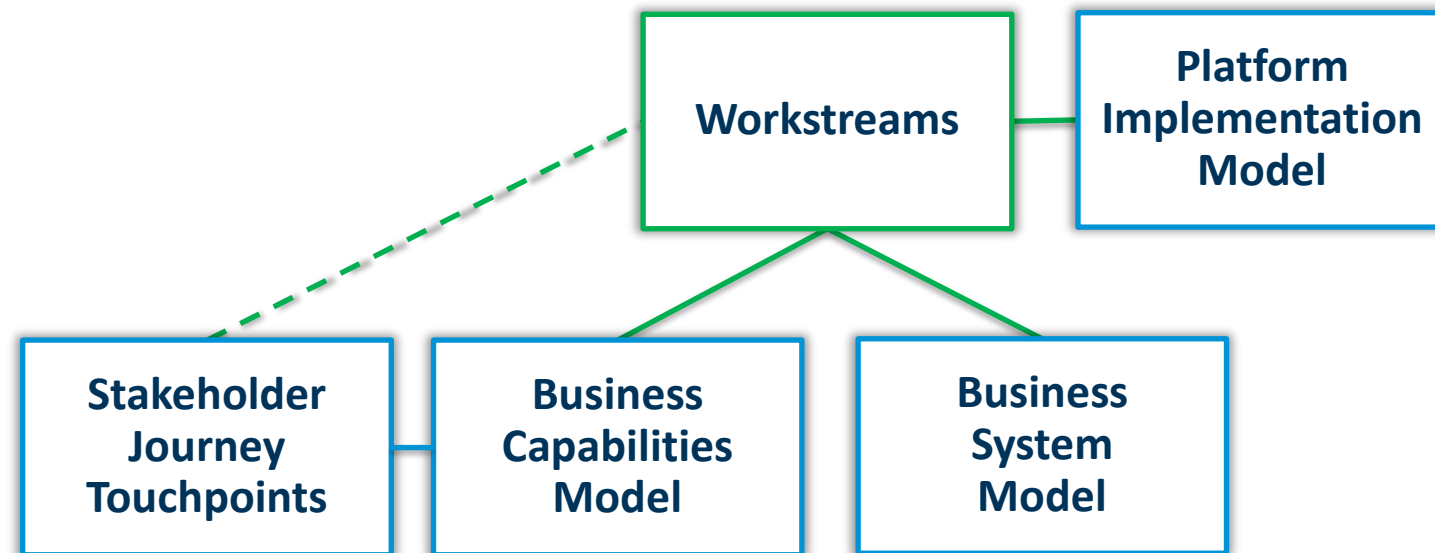 Workstreams
Platform
Implementation
Model
Stakeholder
Journey
Touchpoints
Business
Capabilities
Model
Business
System
Model